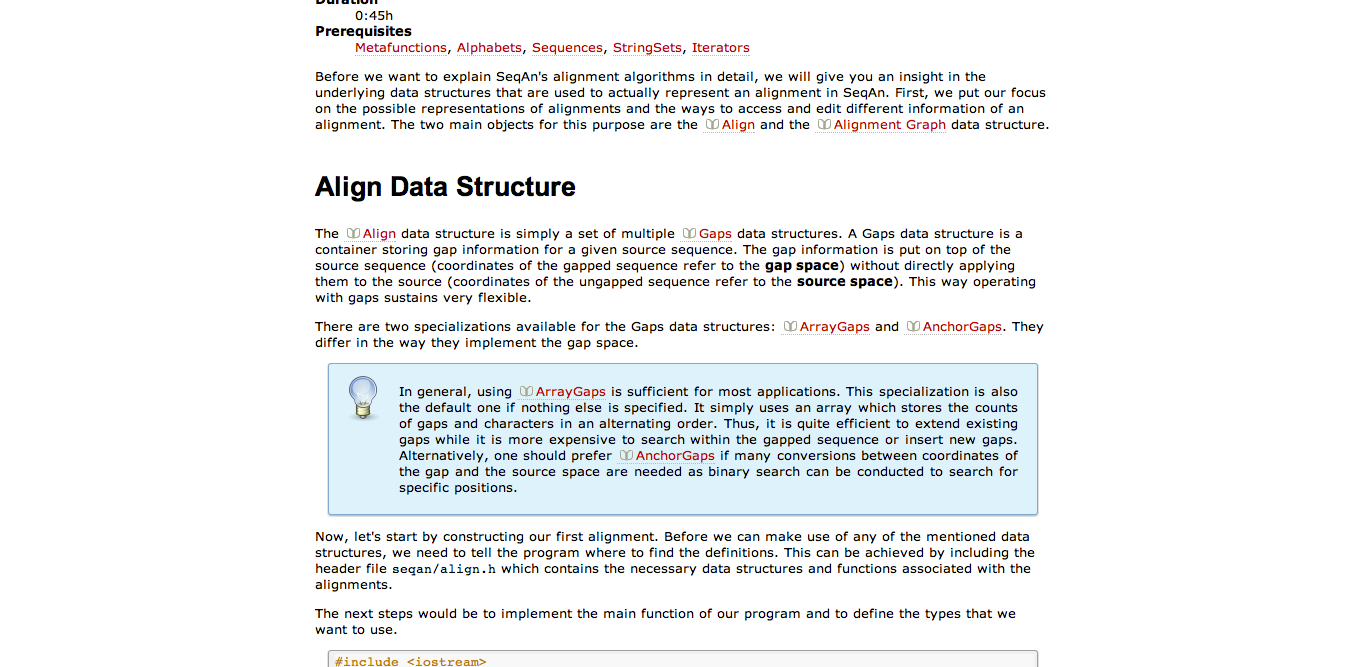 Duration
0:45h
Prerequisites
Metafunctions, Alphabets, Sequences, StringSets, Iterators
Before we want to explain SeqAn's alignment algorithms in detail, we will give you an insight in the
underlying data structures that are used to actually represent an alignment in SeqAn. First, we put our focus
on the possible representations of alignments and the ways to access and edit different information of an
alignment. The two main objects for this purpose are the Align and the Alignment Graph data structure.
Align Data Structure
The Align data structure is simply a set of multiple Gaps data structures. A Gaps data structure is a
container storing gap information for a given source sequence. The gap information is put on top of the
source sequence (coordinates of the gapped sequence refer to the gap space) without directly applying
them to the source (coordinates of the ungapped sequence refer to the source space). This way operating
with gaps sustains very flexible.
There are two specializations available for the Gaps data structures: ArrayGaps and AnchorGaps. They
differ in the way they implement the gap space.
In general, using ArrayGaps is sufficient for most applications. This specialization is also
the default one if nothing else is specified. It simply uses an array which stores the counts
of gaps and characters in an alternating order. Thus, it is quite efficient to extend existing
gaps while it is more expensive to search within the gapped sequence or insert new gaps.
Alternatively, one should prefer AnchorGaps if many conversions between coordinates of
the gap and the source space are needed as binary search can be conducted to search for
specific positions.
Now, let's start by constructing our first alignment. Before we can make use of any of the mentioned data
structures, we need to tell the program where to find the definitions. This can be achieved by including the
header file seqan/align.h which contains the necessary data structures and functions associated with the
alignments.
The next steps would be to implement the main function of our program and to define the types that we
want to use.
#include <iostream>